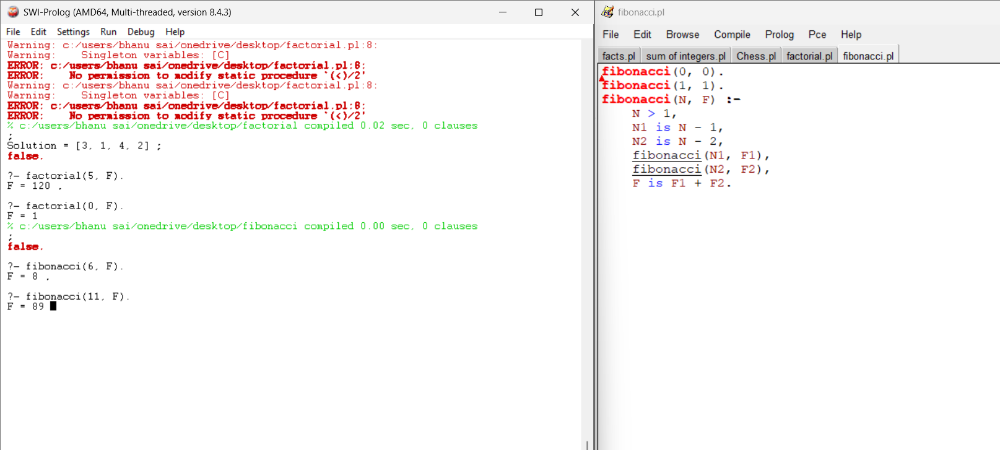 SWI-Prolog (AMD64, Multi-threaded, version 8.4.3)
File Edit Settings Run Debug Help
Warning: c:/users/bhanu sai/onedrive/desktop/factorial.pl:8:
Warning:    Singleton variables: [C]
ERROR: c:/users/bhanu sai/onedrive/desktop/factorial.pl:8:
ERROR:    No permission to modify static procedure `(<)/2'
Warning: c:/users/bhanu sai/onedrive/desktop/factorial.pl:8:
Warning:    Singleton variables: [C]
ERROR: c:/users/bhanu sai/onedrive/desktop/factorial.pl:8:
ERROR:    No permission to modify static procedure `(<)/2'
% c:/users/bhanu sai/onedrive/desktop/factorial compiled 0.02 sec, 0 clauses
;
Solution = [3, 1, 4, 2] ;
false.
?- factorial(5, F).
F = 120 .
?- factorial(0, F).
F = 1
% c:/users/bhanu sai/onedrive/desktop/fibonacci compiled 0.00 sec, 0 clauses
;
false.
?- fibonacci(6, F).
F = 8 .
?- fibonacci(11, F).
F = 89
fibonacci.pl
File Edit Browse Compile Prolog Pce Help
facts.pl sum of integers.pl Chess.pl factorial.pl fibonacci.pl
fibonacci(0, 0).
fibonacci(1, 1).
fibonacci(N, F) :-
    N > 1,
    N1 is N - 1,
    N2 is N - 2,
    fibonacci(N1, F1),
    fibonacci(N2, F2),
    F is F1 + F2.